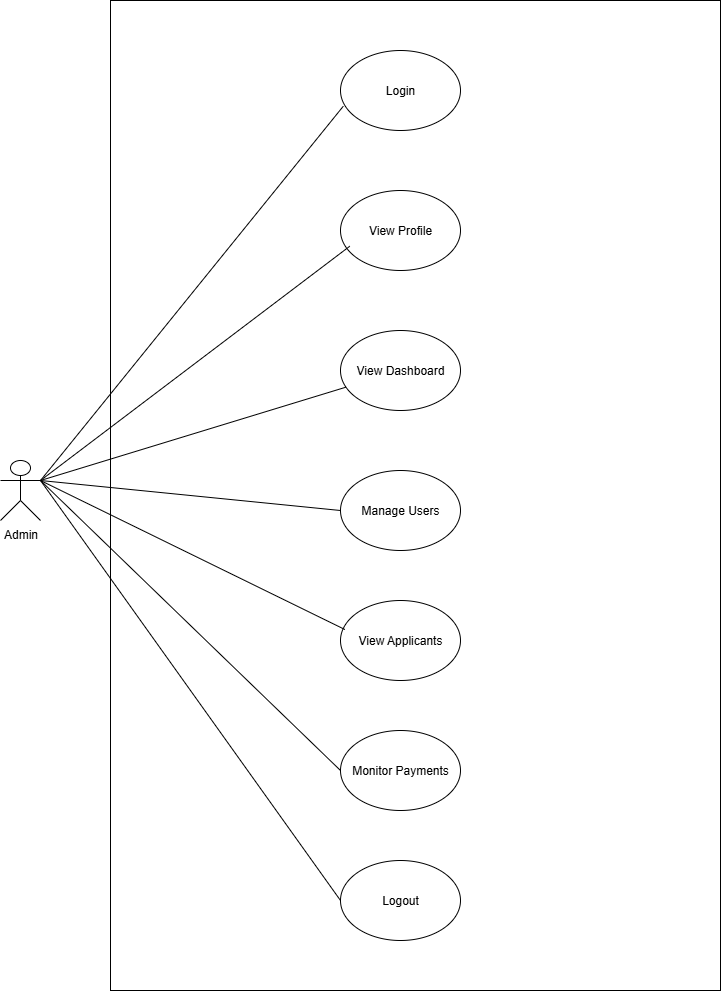 Login
View Profile
View Dashboard
Admin
Manage Users
View Applicants
Monitor Payments
Logout